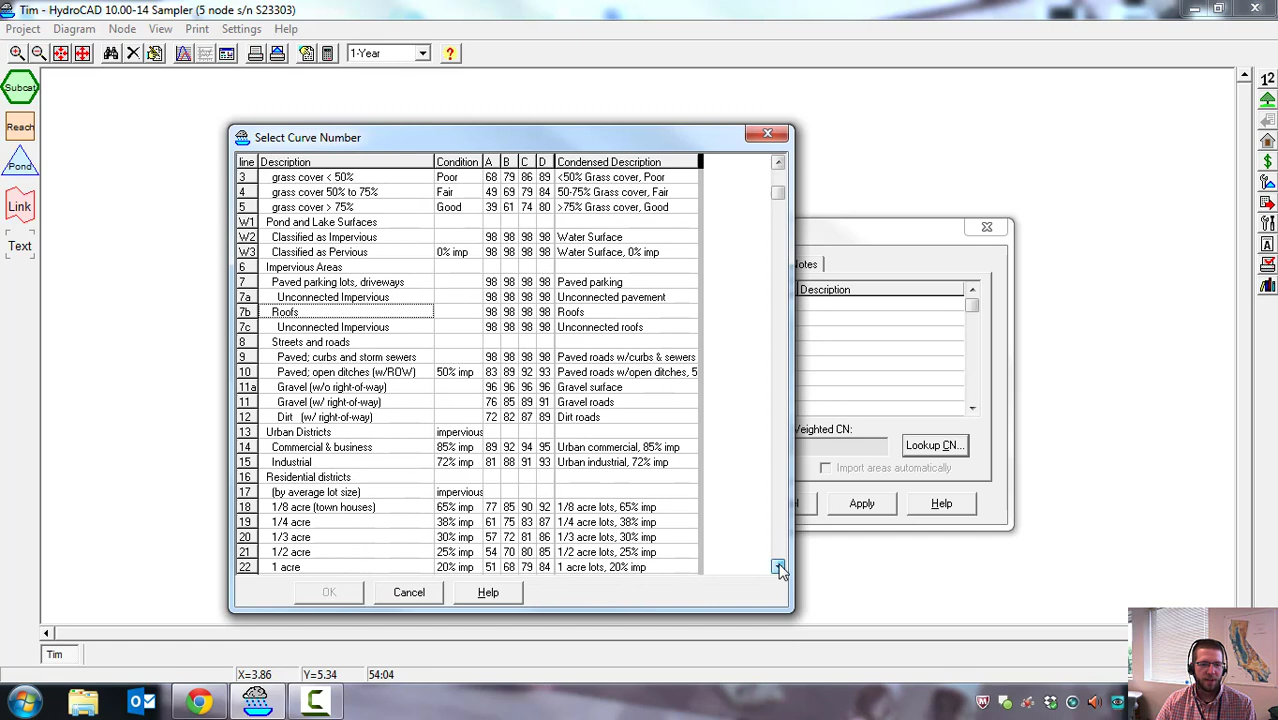 Tim - HydroCAD 10.00-14 Sampler (5 node s/n S23303)
Project Diagram Node View Print Settings Help
1-Year
Subcat
Reach
Pond
Link
Text
Select Curve Number
line Description Condition A B C D Condensed Description
3 grass cover < 50% Poor 68 79 86 89 <50% Grass cover, Poor
4 grass cover 50% to 75% Fair 49 69 79 84 50-75% Grass cover, Fair
5 grass cover > 75% Good 39 61 74 80 >75% Grass cover, Good
W1 Pond and Lake Surfaces
W2 Classified as Impervious 98 98 98 98 Water Surface
W3 Classified as Pervious 0% imp 98 98 98 98 Water Surface, 0% imp
6 Impervious Areas
7 Paved parking lots, driveways 98 98 98 98 Paved parking
7a Unconnected Impervious 98 98 98 98 Unconnected pavement
7b Roofs 98 98 98 98 Roofs
7c Unconnected Impervious 98 98 98 98 Unconnected roofs
8 Streets and roads
9 Paved; curbs and storm sewers 98 98 98 98 Paved roads w/curbs & sewers
10 Paved; open ditches (w/ROW) 50% imp 83 89 92 93 Paved roads w/open ditches, 5
11a Gravel (w/o right-of-way) 96 96 96 96 Gravel surface
11 Gravel (w/ right-of-way) 76 85 89 91 Gravel roads
12 Dirt (w/ right-of-way) 72 82 87 89 Dirt roads
13 Urban Districts impervious
14 Commercial & business 85% imp 89 92 94 95 Urban commercial, 85% imp
15 Industrial 72% imp 81 88 91 93 Urban industrial, 72% imp
16 Residential districts
17 (by average lot size) impervious
18 1/8 acre (town houses) 65% imp 77 85 90 92 1/8 acre lots, 65% imp
19 1/4 acre 38% imp 61 75 83 87 1/4 acre lots, 38% imp
20 1/3 acre 30% imp 57 72 81 86 1/3 acre lots, 30% imp
21 1/2 acre 25% imp 54 70 80 85 1/2 acre lots, 25% imp
22 1 acre 20% imp 51 68 79 84 1 acre lots, 20% imp
OK Cancel Help
Description
Lookup CN...
Import areas automatically
Apply Help
Tim
X=3.86 Y=5.34 54:04